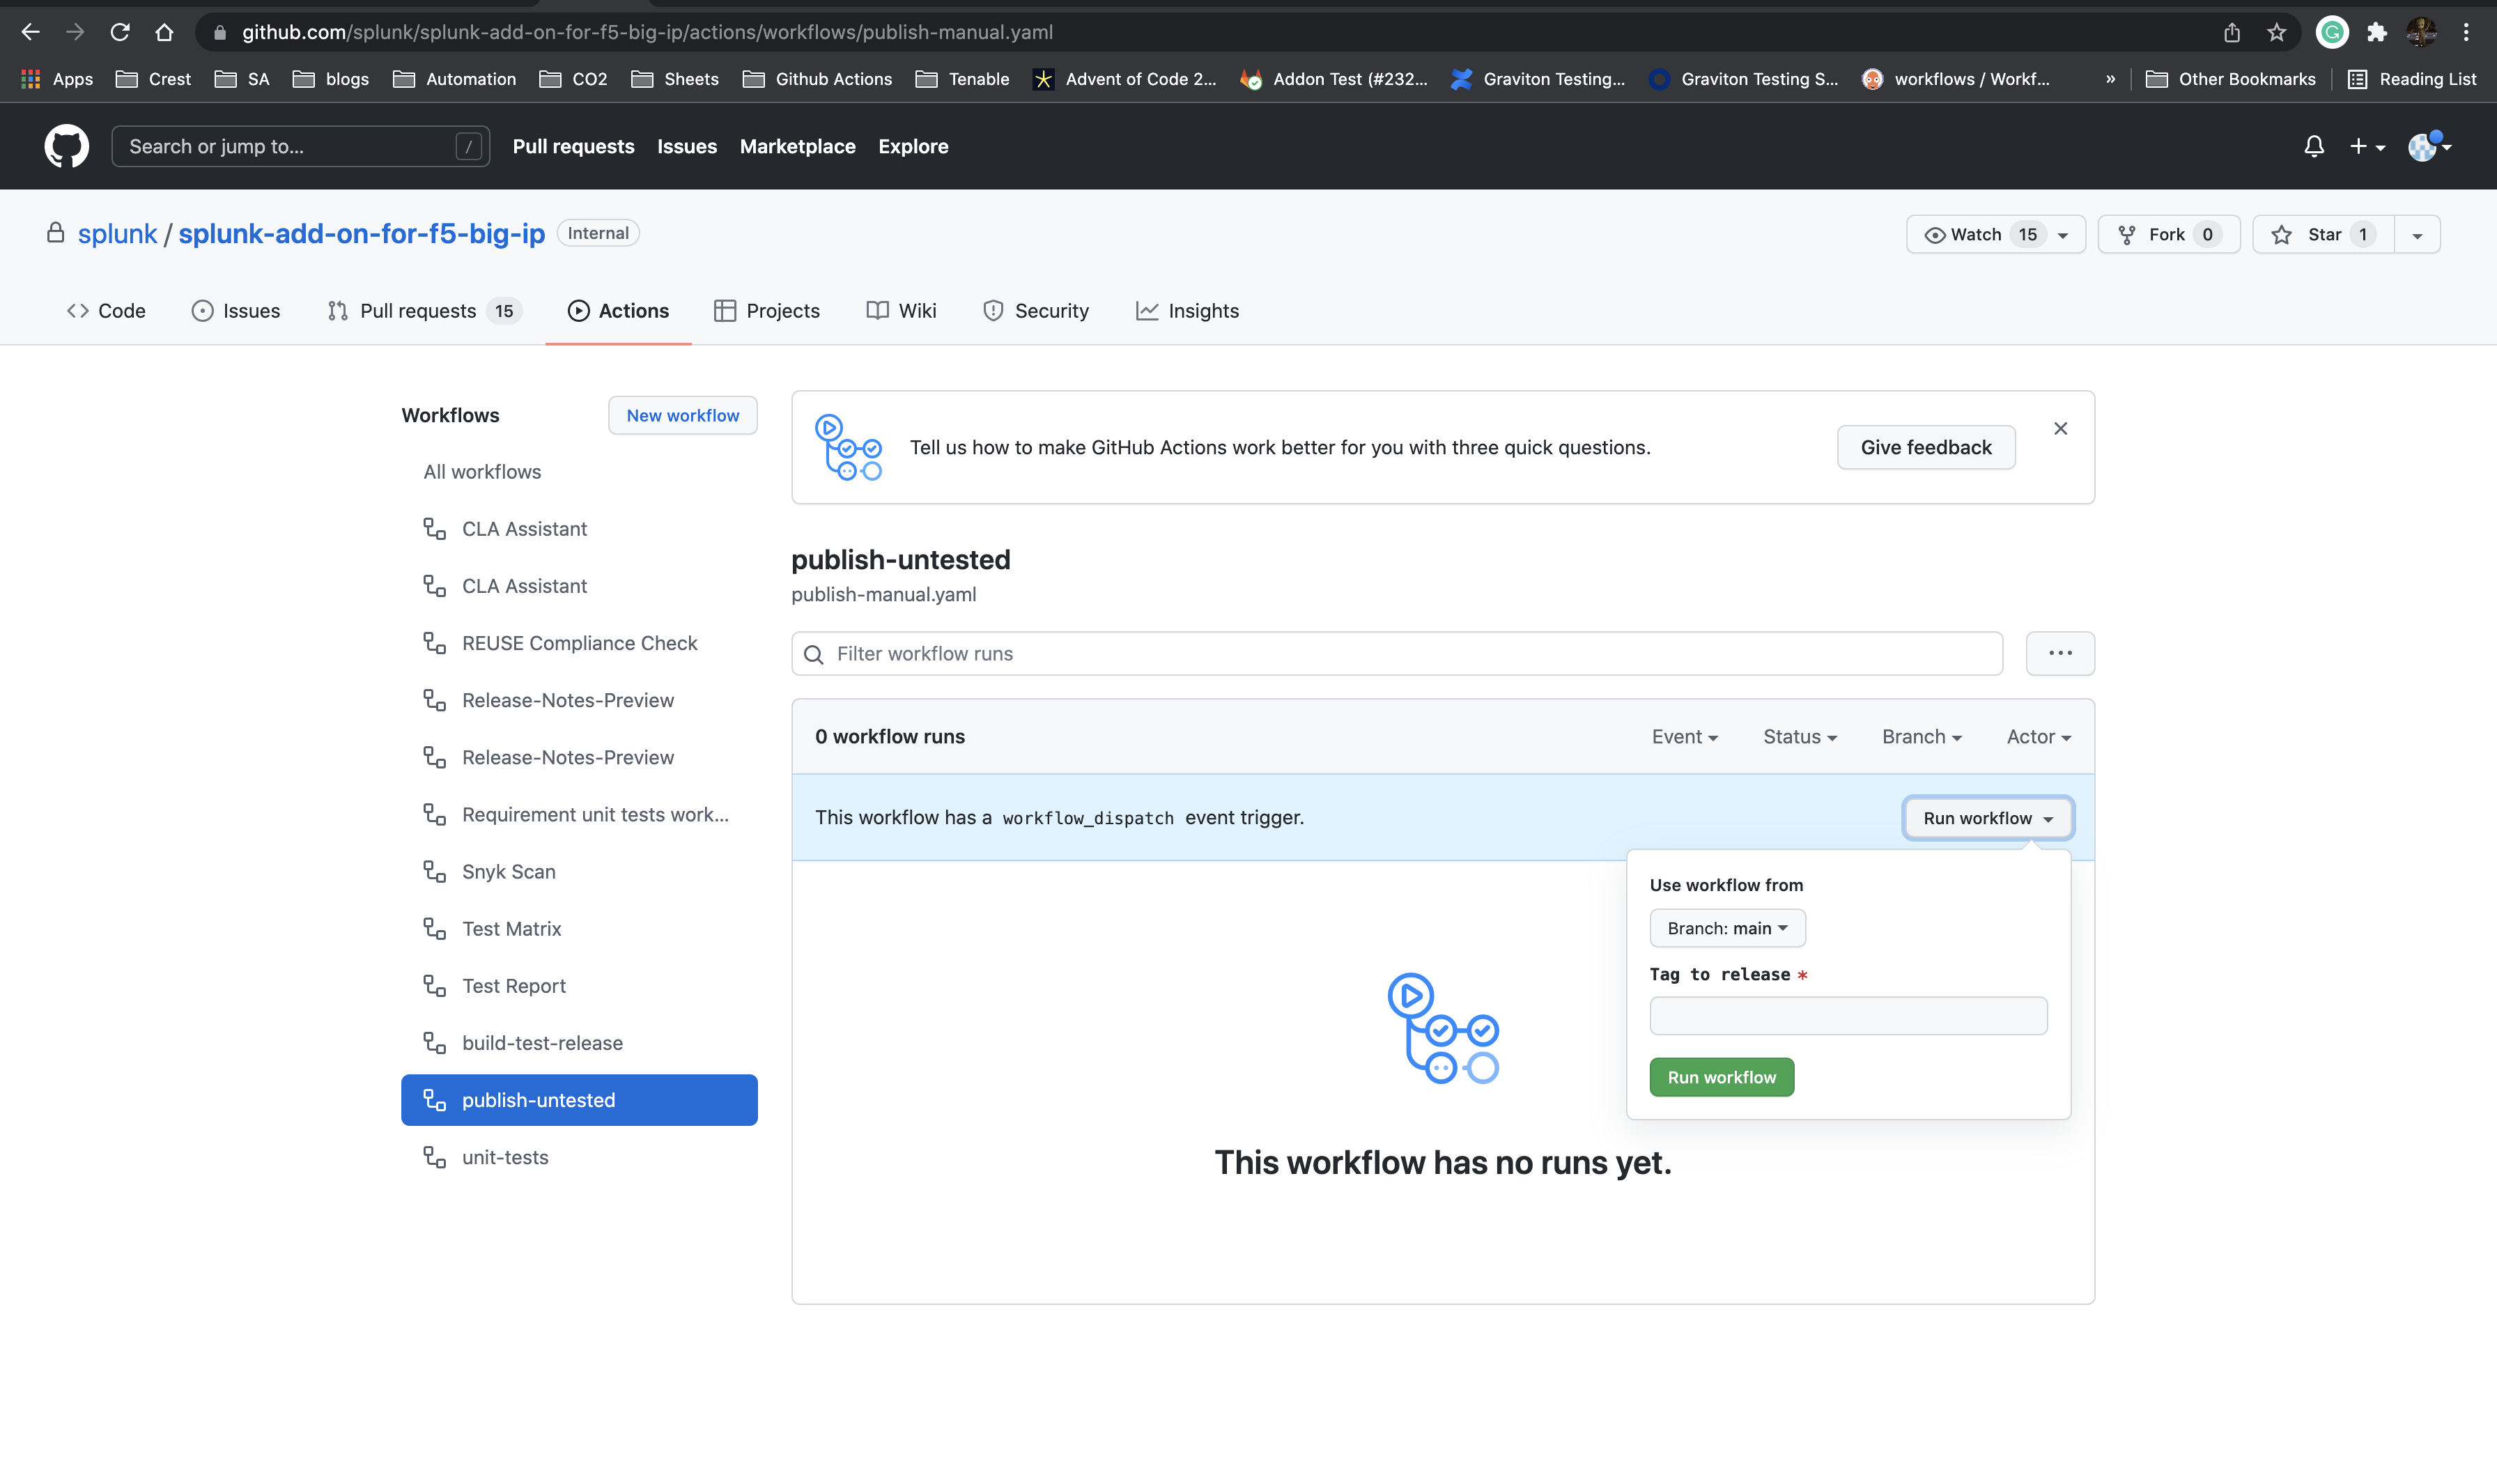 github.com/splunk/splunk-add-on-for-f5-big-ip/actions/workflows/publish-manual.yaml
Apps Crest SA blogs Automation CO2 Sheets Github Actions Tenable Advent of Code 2... Addon Test (#232... Graviton Testing... Graviton Testing S... workflows / Workf... » Other Bookmarks Reading List
Search or jump to... / Pull requests Issues Marketplace Explore
splunk / splunk-add-on-for-f5-big-ip Internal Watch 15 Fork 0 Star 1
Code Issues Pull requests 15 Actions Projects Wiki Security Insights
Workflows New workflow
All workflows
CLA Assistant
CLA Assistant
REUSE Compliance Check
Release-Notes-Preview
Release-Notes-Preview
Requirement unit tests work...
Snyk Scan
Test Matrix
Test Report
build-test-release
publish-untested
unit-tests
Tell us how to make GitHub Actions work better for you with three quick questions. Give feedback
publish-untested
publish-manual.yaml
Filter workflow runs
0 workflow runs Event Status Branch Actor
This workflow has a workflow_dispatch event trigger. Run workflow
Use workflow from
Branch: main
Tag to release *
Run workflow
This workflow has no runs yet.